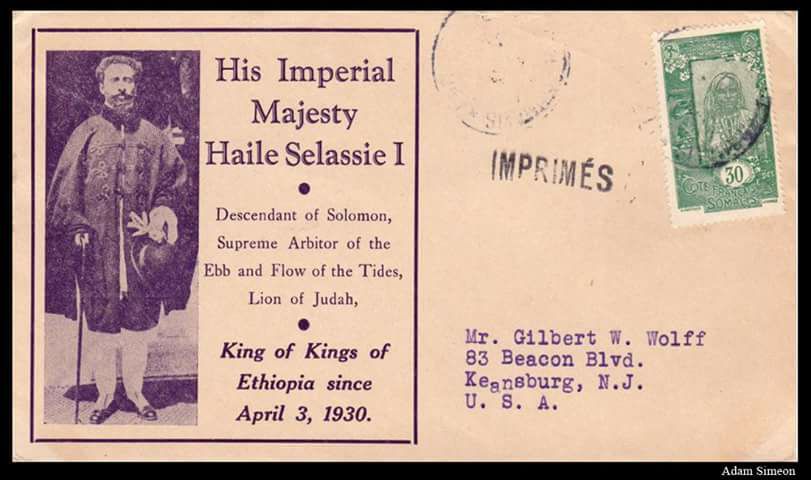 His Imperial
Majesty
Haile Selassie I
Descendant of Solomon,
Supreme Arbitor of the
Ebb and Flow of the Tides,
Lion of Judah,
King of Kings of
Ethiopia since
April 3, 1930.
IMPRIMÉS
30
SOMALIS
Mr. Gilbert W. Wolff
83 Beacon Blvd.
Keansburg, N.J.
U. S. A.
Adam Simeon